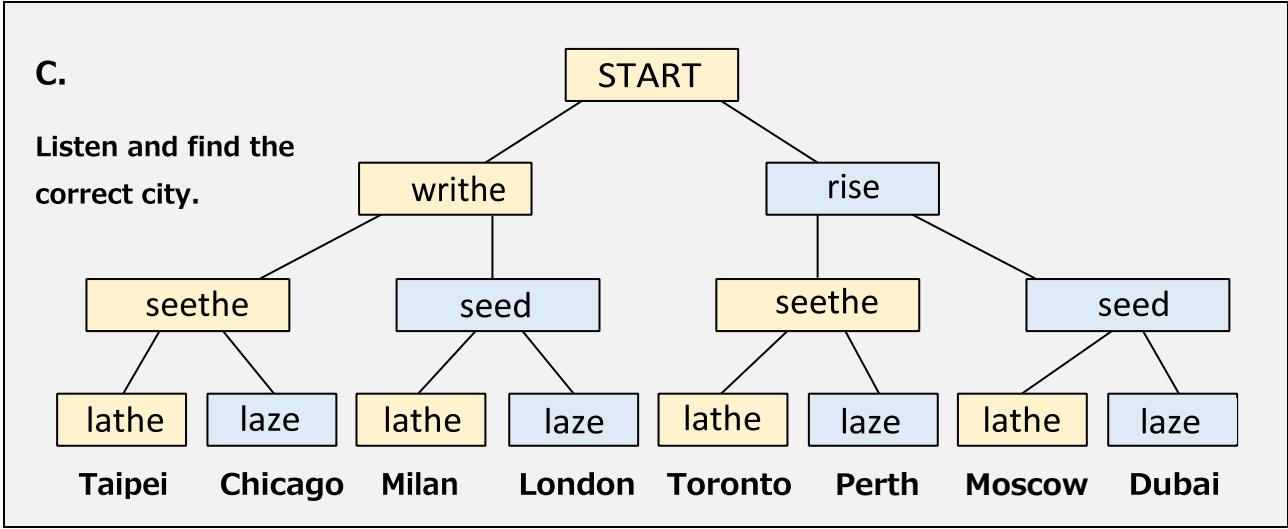 C.
START
Listen and find the
correct city.
writhe rise
seethe seed seethe seed
lathe laze lathe laze lathe laze lathe laze
Taipei Chicago Milan London Toronto Perth Moscow Dubai